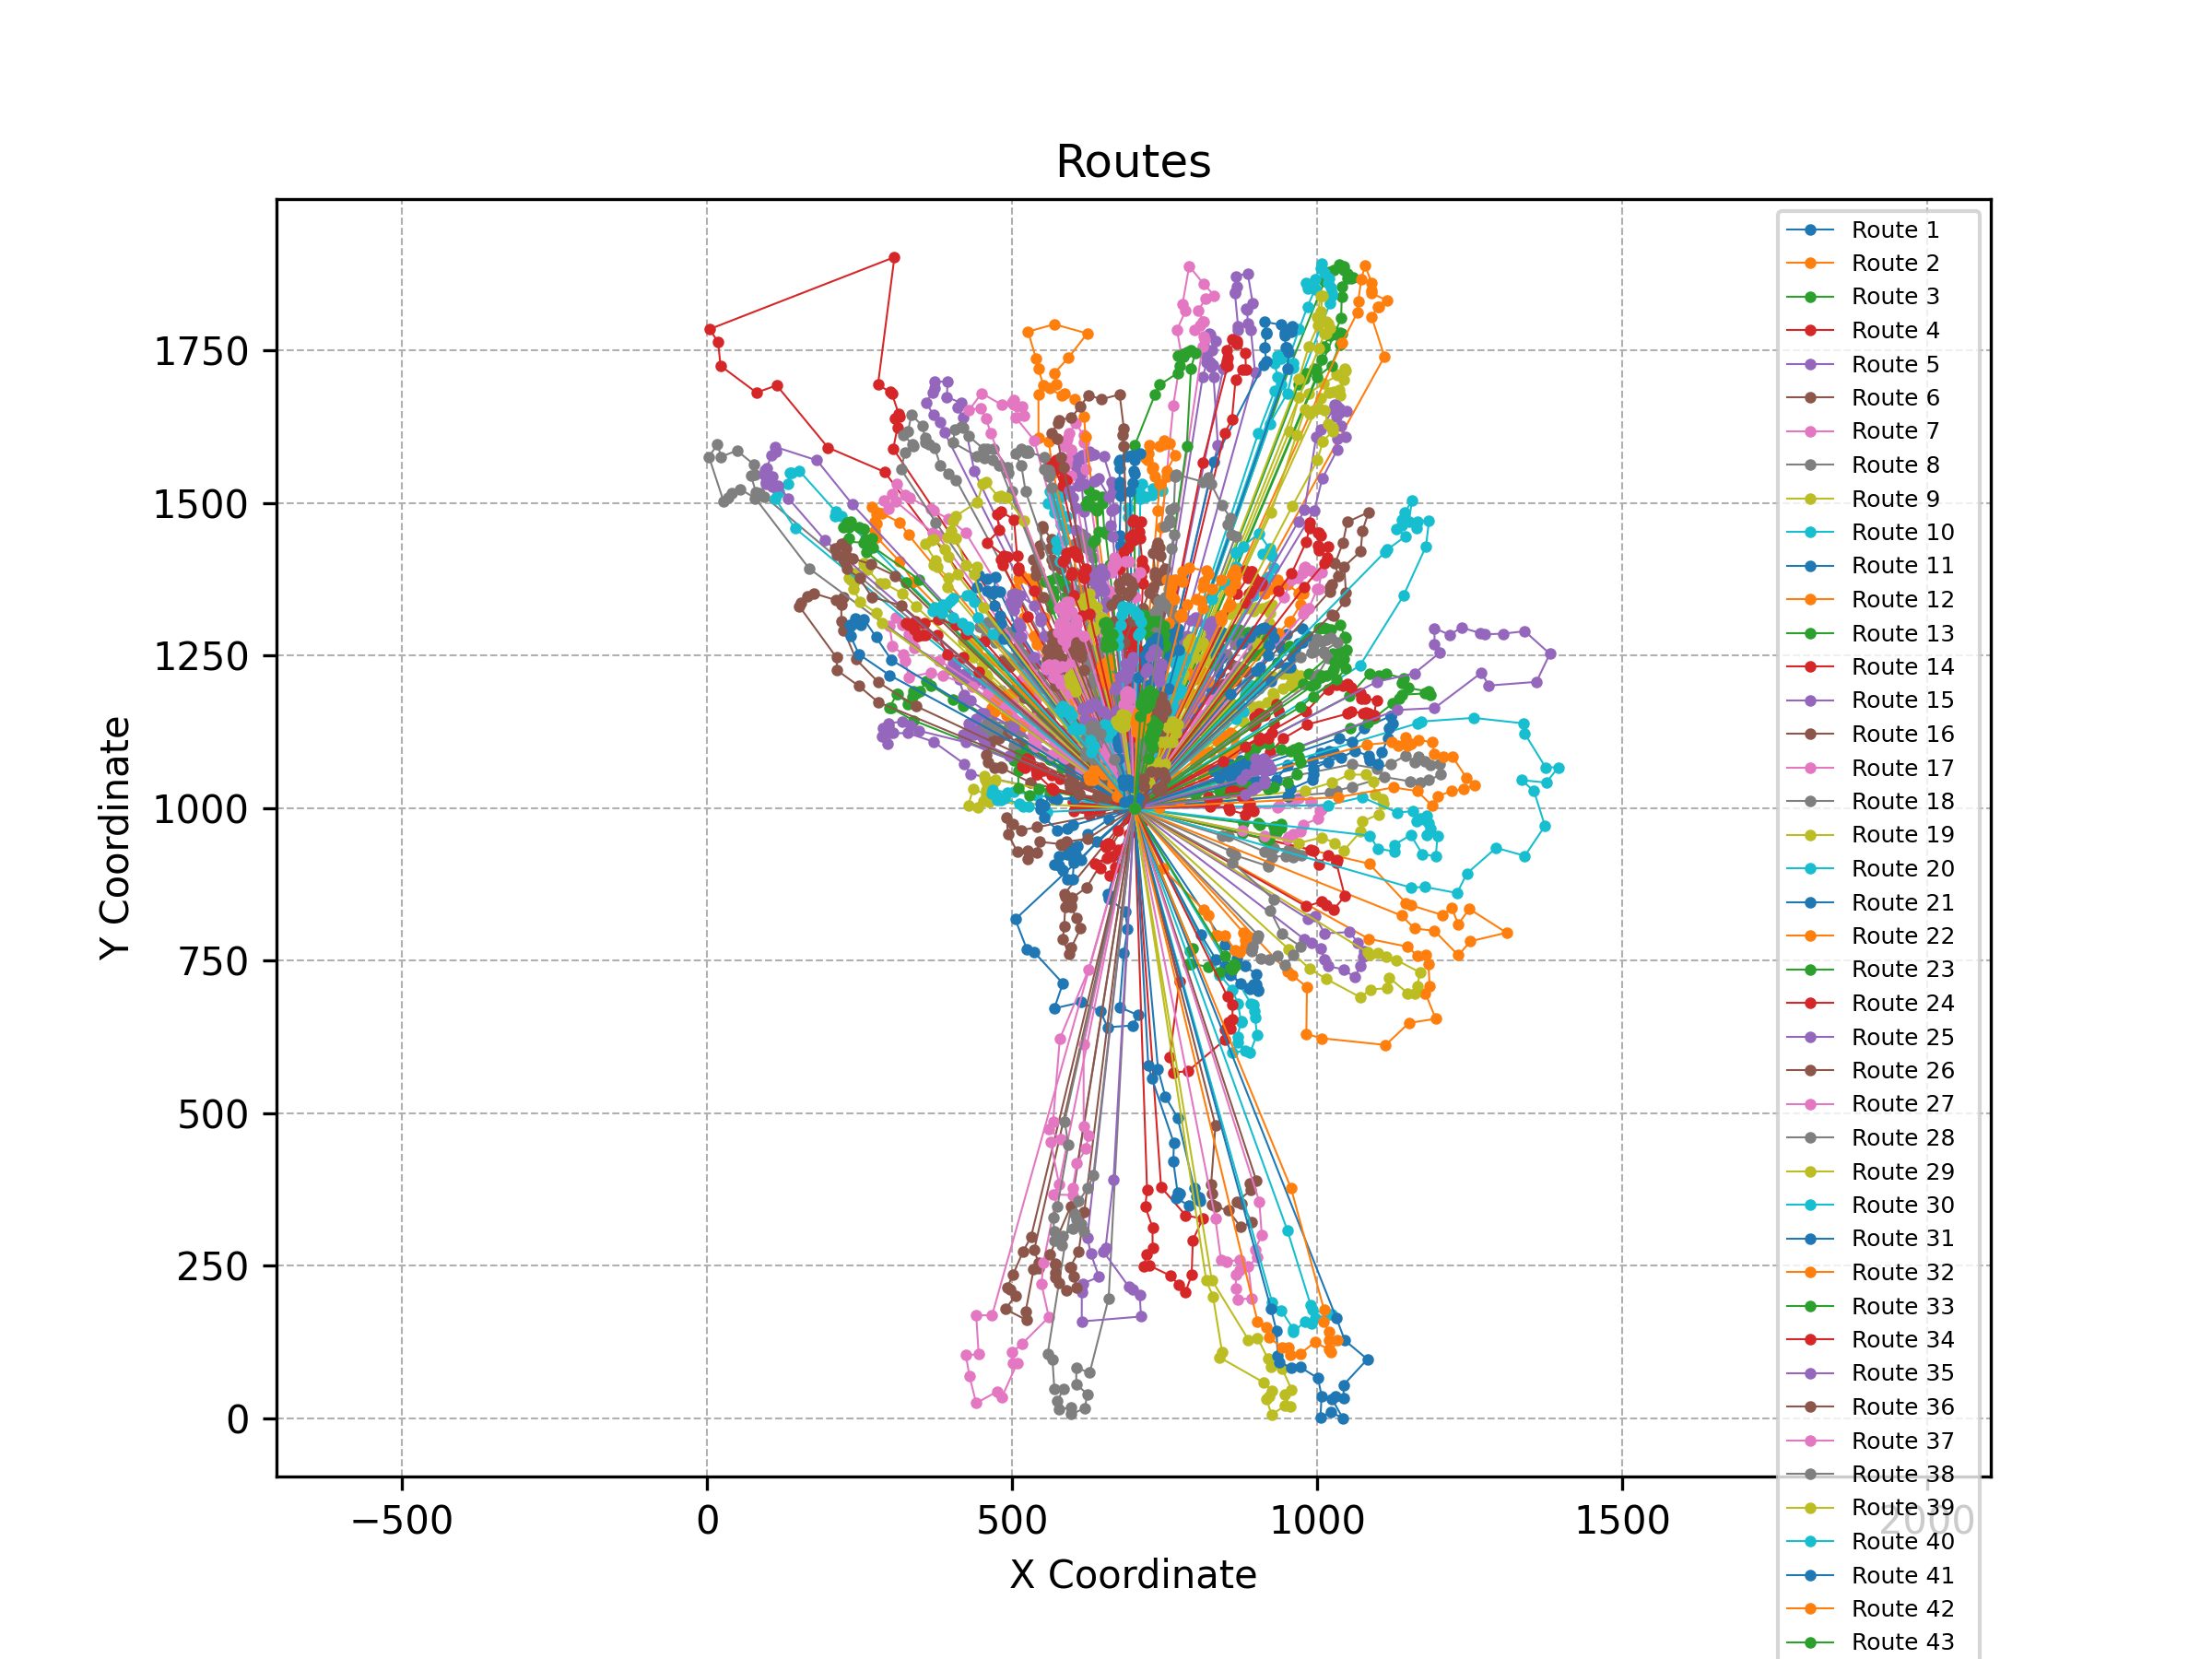 Routes
Y Coordinate
1750
1500
1250
1000
750
500
250
0
−500
0
500
1000
1500
2000
X Coordinate
Route 1
Route 2
Route 3
Route 4
Route 5
Route 6
Route 7
Route 8
Route 9
Route 10
Route 11
Route 12
Route 13
Route 14
Route 15
Route 16
Route 17
Route 18
Route 19
Route 20
Route 21
Route 22
Route 23
Route 24
Route 25
Route 26
Route 27
Route 28
Route 29
Route 30
Route 31
Route 32
Route 33
Route 34
Route 35
Route 36
Route 37
Route 38
Route 39
Route 40
Route 41
Route 42
Route 43